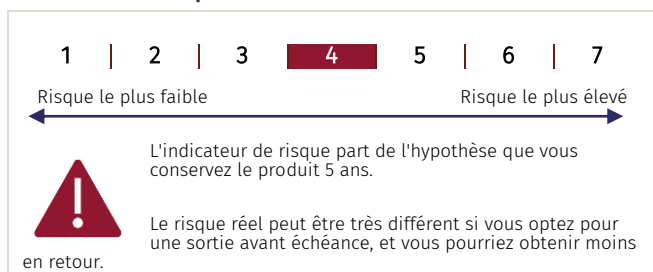 1 | 2 | 3 | 4 | 5 | 6 | 7
Risque le plus faible Risque le plus élevé
L'indicateur de risque part de l'hypothèse que vous
conservez le produit 5 ans.
Le risque réel peut être très différent si vous optez pour
une sortie avant échéance, et vous pourriez obtenir moins
en retour.